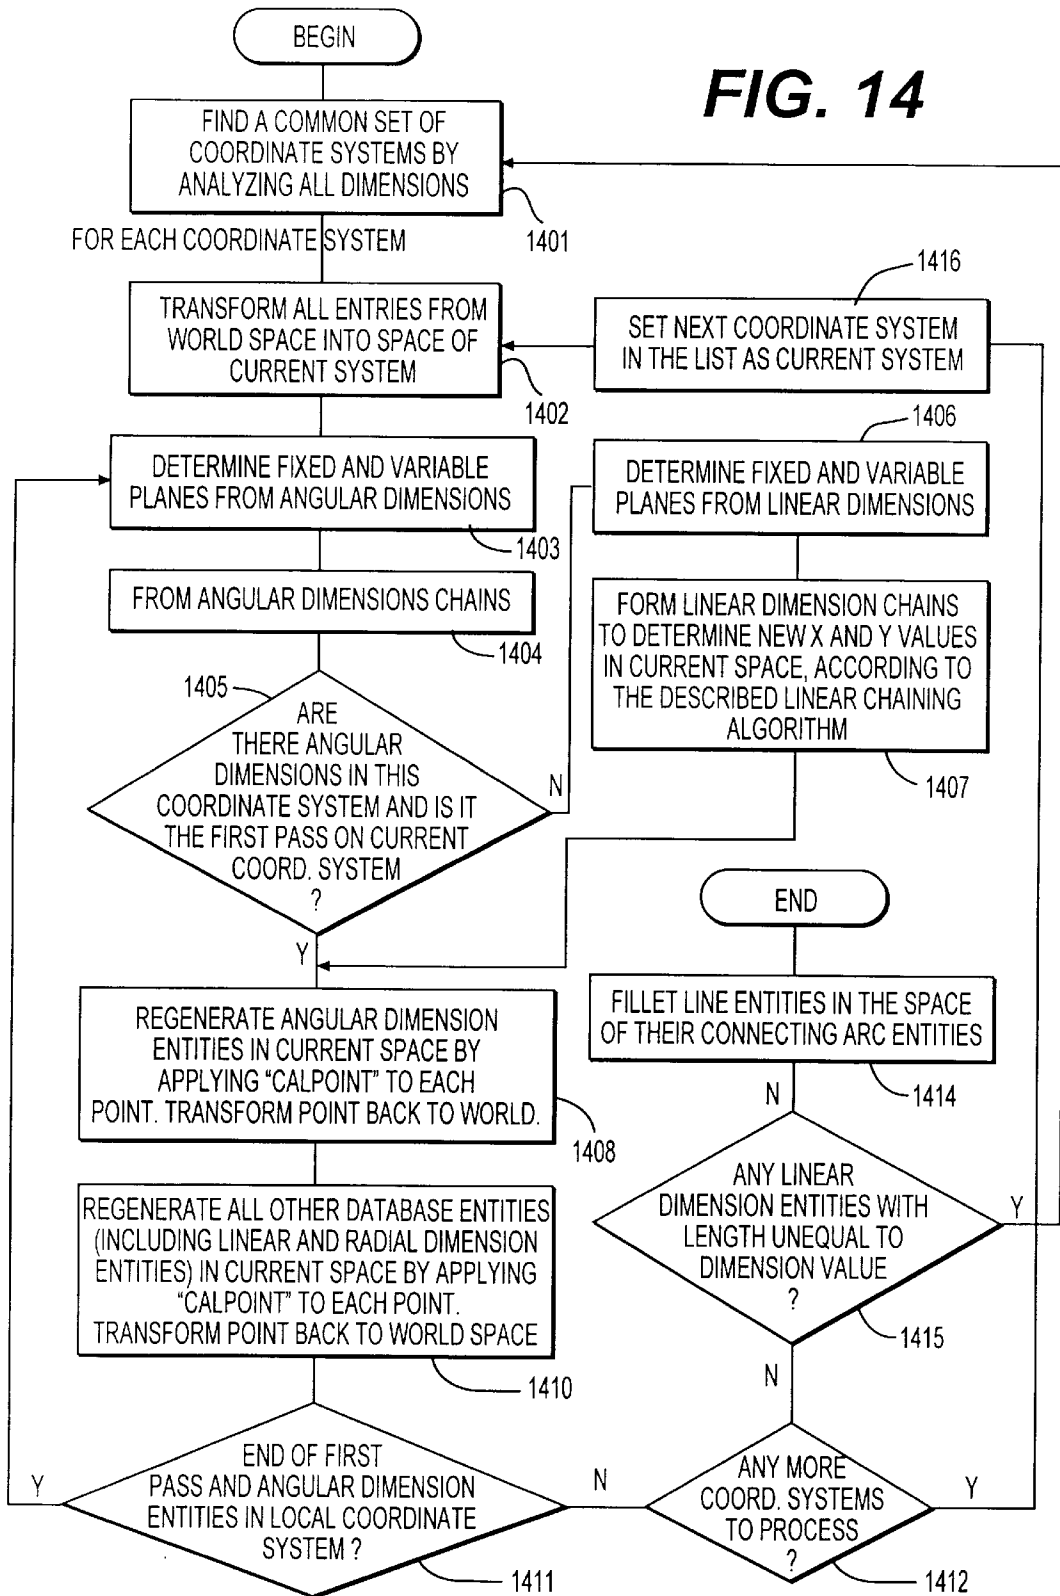 BEGIN
FIG. 14
FIND A COMMON SET OF
COORDINATE SYSTEMS BY
ANALYZING ALL DIMENSIONS
1401
FOR EACH COORDINATE SYSTEM
TRANSFORM ALL ENTRIES FROM
WORLD SPACE INTO SPACE OF
CURRENT SYSTEM
1402
1416
SET NEXT COORDINATE SYSTEM
IN THE LIST AS CURRENT SYSTEM
DETERMINE FIXED AND VARIABLE
PLANES FROM ANGULAR DIMENSIONS
1403
1406
DETERMINE FIXED AND VARIABLE
PLANES FROM LINEAR DIMENSIONS
FROM ANGULAR DIMENSIONS CHAINS
1404
FORM LINEAR DIMENSION CHAINS
TO DETERMINE NEW X AND Y VALUES
IN CURRENT SPACE, ACCORDING TO
THE DESCRIBED LINEAR CHAINING
ALGORITHM
1407
1405
ARE
THERE ANGULAR
DIMENSIONS IN THIS
COORDINATE SYSTEM AND IS IT
THE FIRST PASS ON CURRENT
COORD. SYSTEM
?
N
Y
REGENERATE ANGULAR DIMENSION
ENTITIES IN CURRENT SPACE BY
APPLYING "CALPOINT" TO EACH
POINT. TRANSFORM POINT BACK TO WORLD.
1408
REGENERATE ALL OTHER DATABASE ENTITIES
(INCLUDING LINEAR AND RADIAL DIMENSION
ENTITIES) IN CURRENT SPACE BY APPLYING
"CALPOINT" TO EACH POINT.
TRANSFORM POINT BACK TO WORLD SPACE
1410
END OF FIRST
PASS AND ANGULAR DIMENSION
ENTITIES IN LOCAL COORDINATE
SYSTEM ?
Y
N
1411
ANY MORE
COORD. SYSTEMS
TO PROCESS
?
Y
1412
N
ANY LINEAR
DIMENSION ENTITIES WITH
LENGTH UNEQUAL TO
DIMENSION VALUE
?
Y
1415
N
FILLET LINE ENTITIES IN THE SPACE
OF THEIR CONNECTING ARC ENTITIES
1414
END